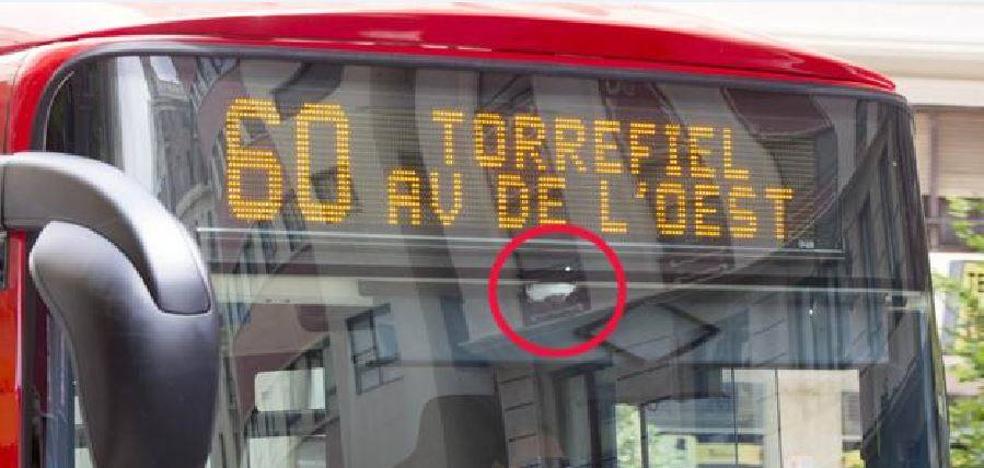 60 TORREFIEL
AV DE L'OEST